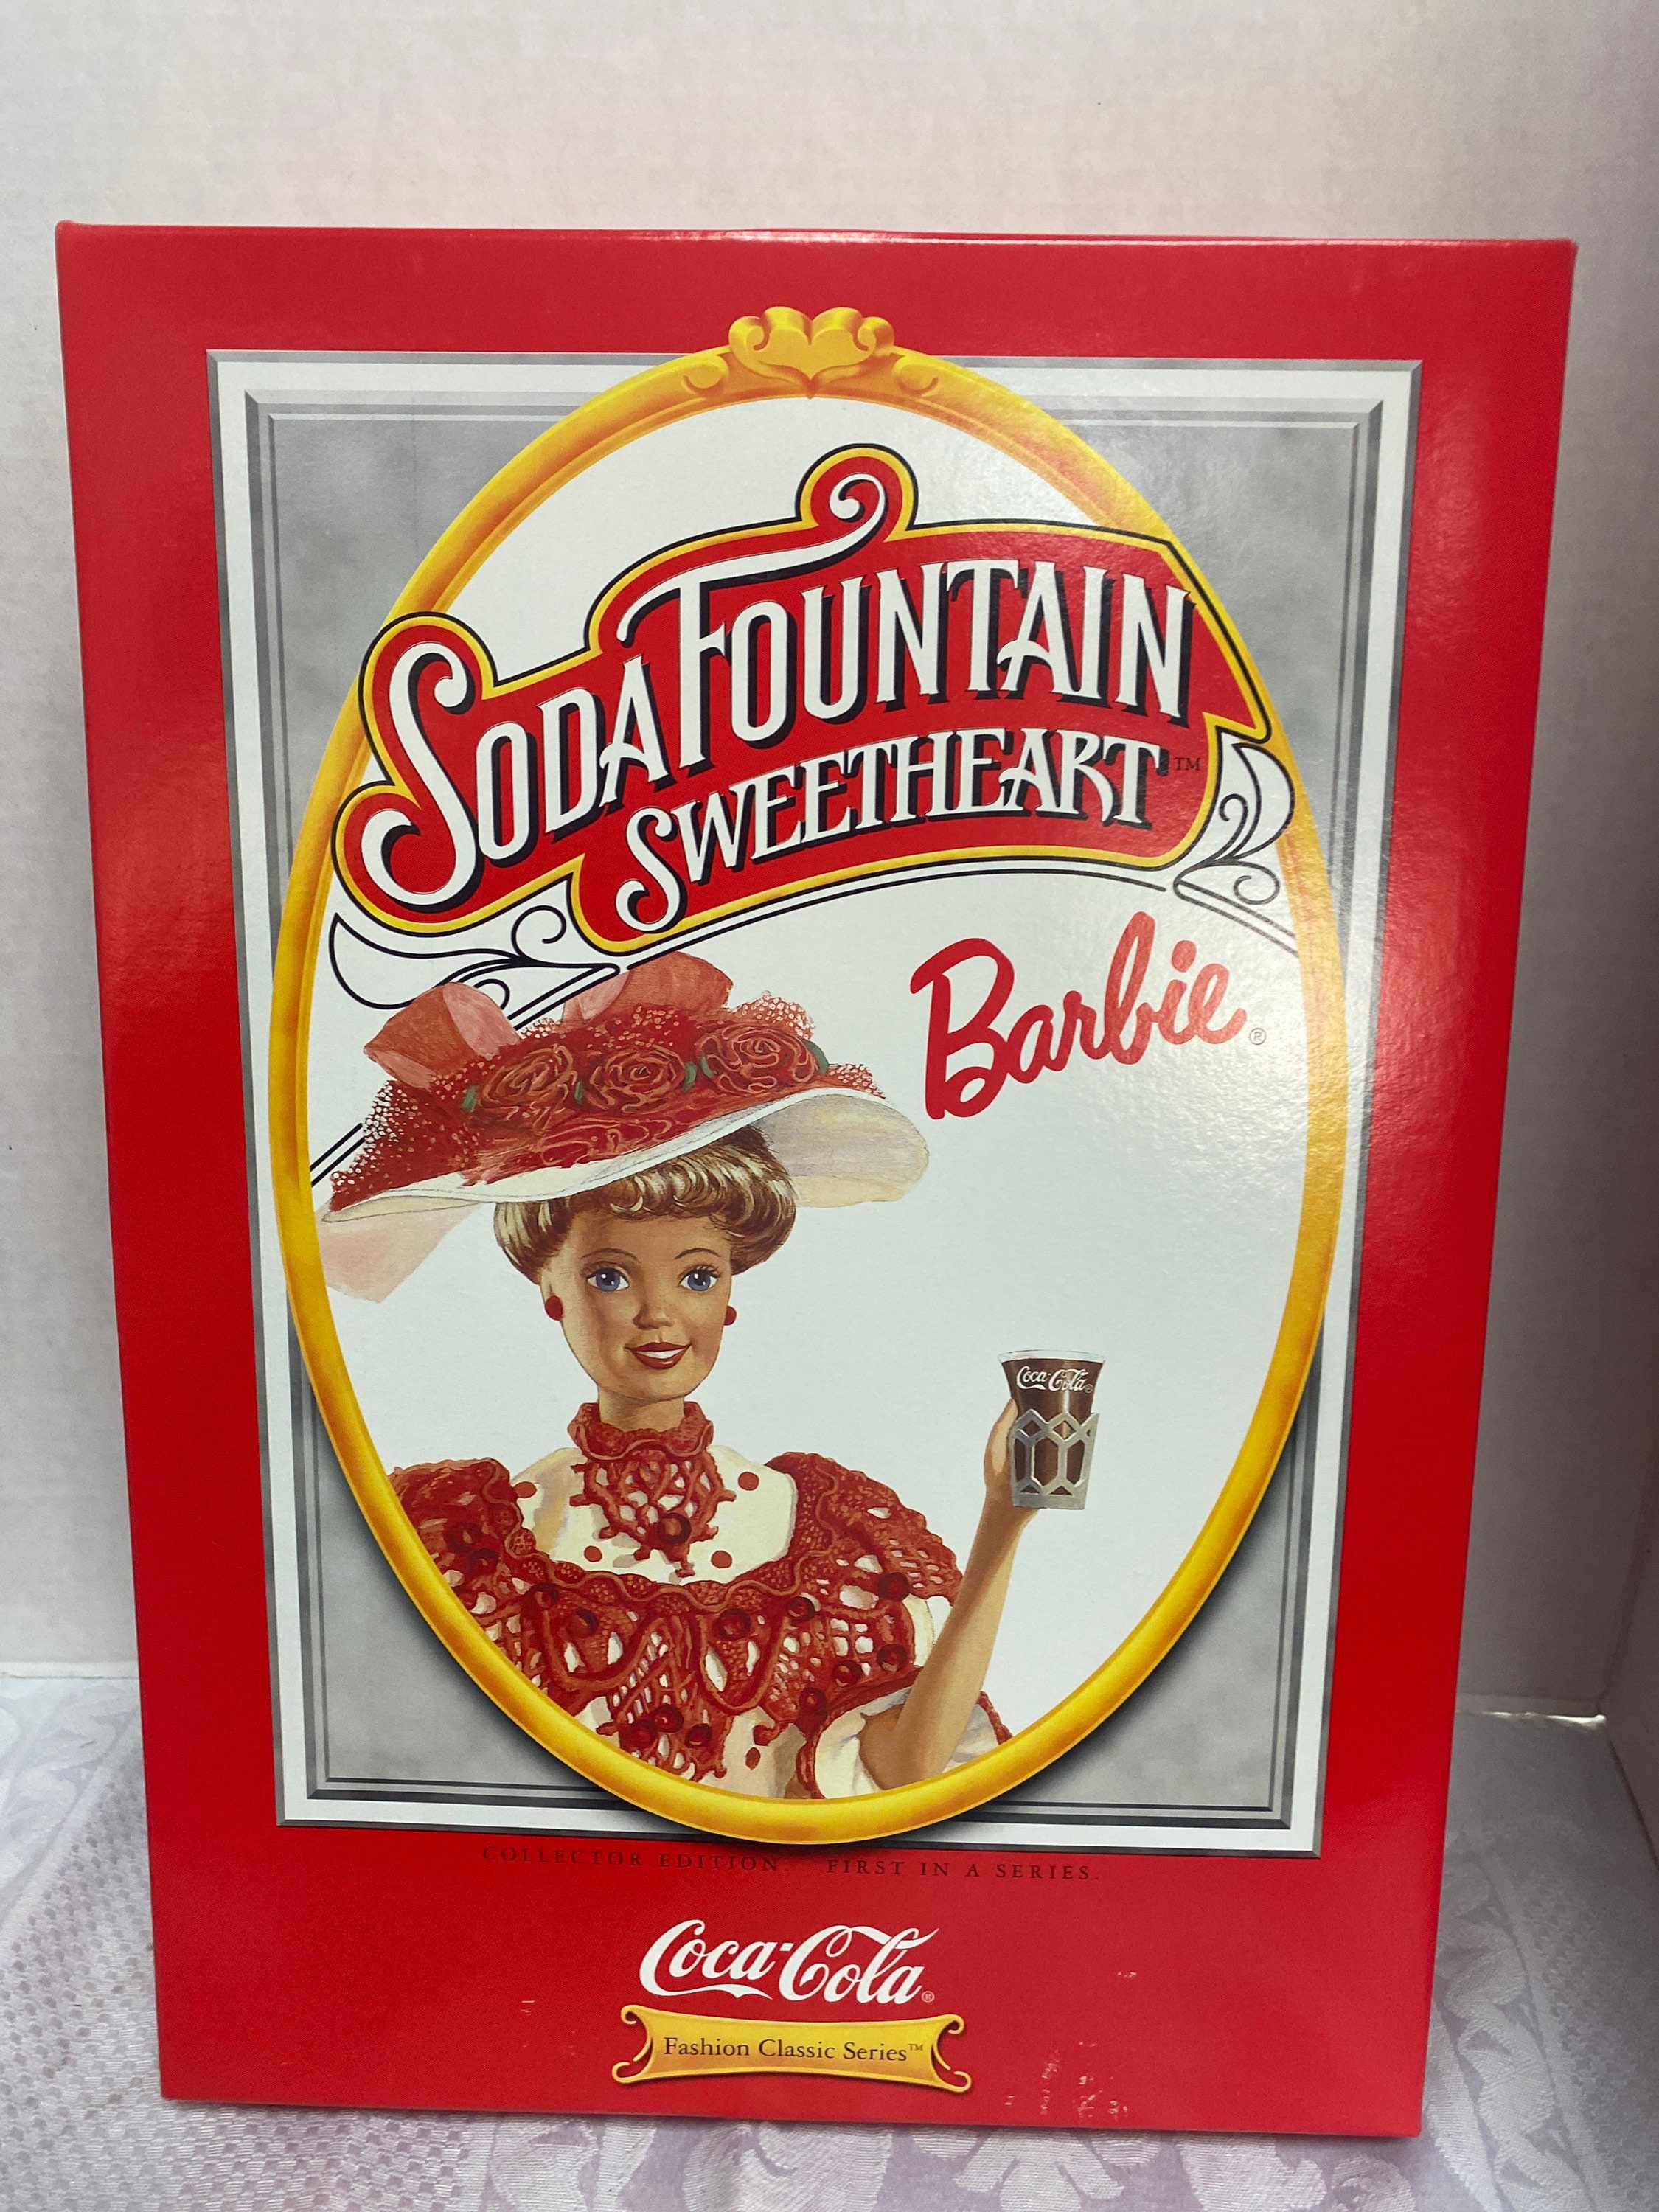 SODA FOUNTAIN
SWEETHEART™
Barbie®
Coca-Cola®
COLLECTOR EDITION. FIRST IN A SERIES.
Coca-Cola®
Fashion Classic Series™